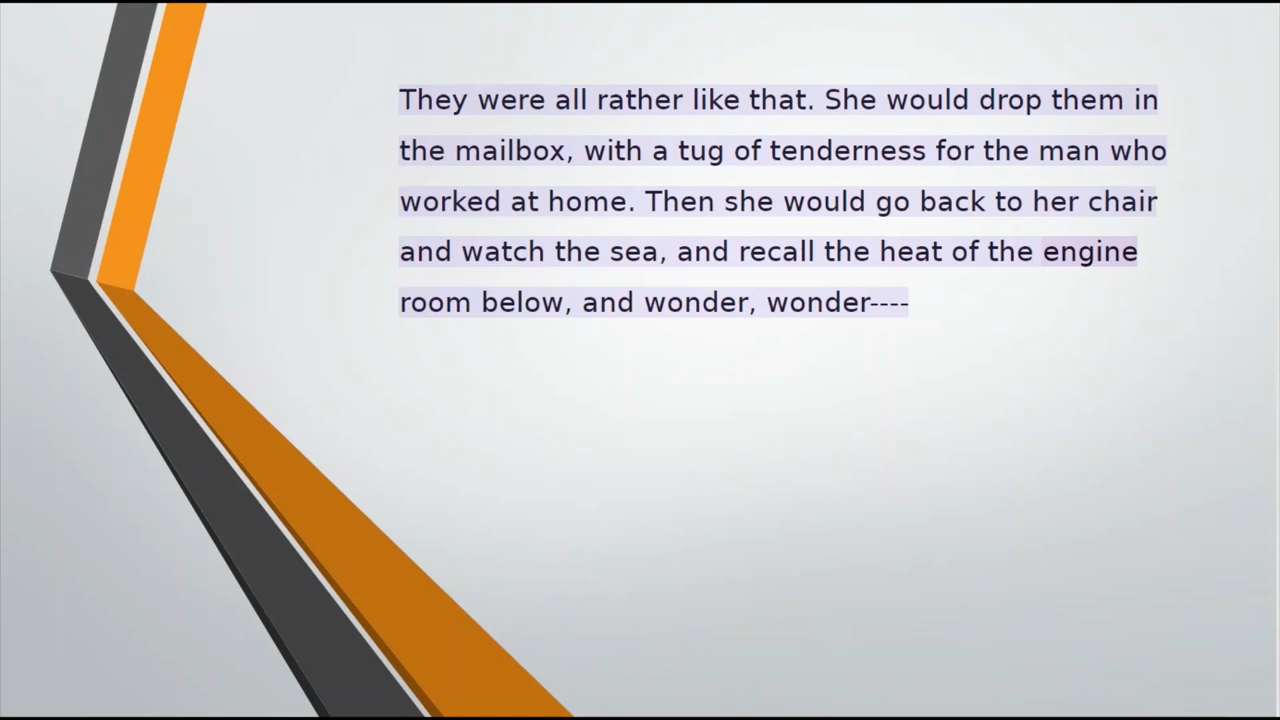 They were all rather like that. She would drop them in
the mailbox, with a tug of tenderness for the man who
worked at home. Then she would go back to her chair
and watch the sea, and recall the heat of the engine
room below, and wonder, wonder----